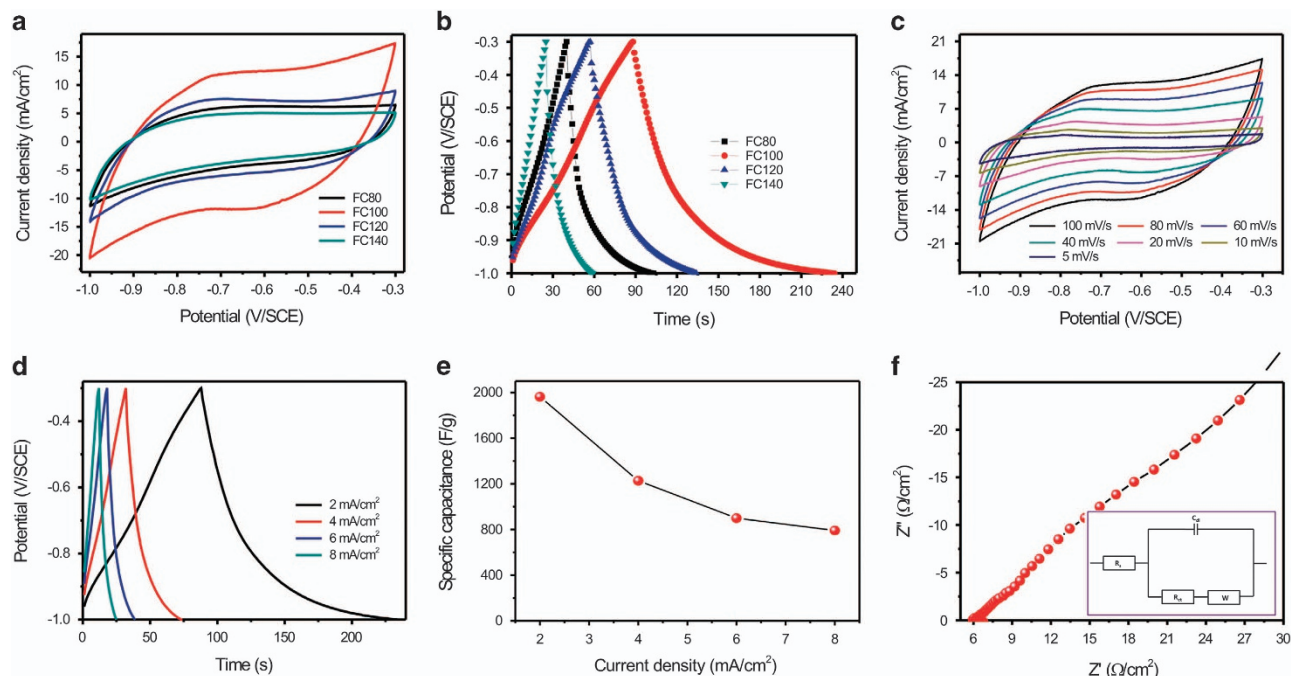 a
Current density (mA/cm²)
15
10
5
0
-5
-10
-15
-20
FC80
FC100
FC120
FC140
-1.0 -0.9 -0.8 -0.7 -0.6 -0.5 -0.4 -0.3
Potential (V/SCE)
b
Potential (V/SCE)
-0.3
-0.4
-0.5
-0.6
-0.7
-0.8
-0.9
-1.0
FC80
FC100
FC120
FC140
0 30 60 90 120 150 180 210 240
Time (s)
c
Current density (mA/cm²)
21
14
7
0
-7
-14
-21
100 mV/s 80 mV/s 60 mV/s
40 mV/s 20 mV/s 10 mV/s
5 mV/s
-1.0 -0.9 -0.8 -0.7 -0.6 -0.5 -0.4 -0.3
Potential (V/SCE)
d
Potential (V/SCE)
-0.4
-0.6
-0.8
-1.0
2 mA/cm²
4 mA/cm²
6 mA/cm²
8 mA/cm²
0 50 100 150 200
Time (s)
e
Specific capacitance (F/g)
2000
1600
1200
800
400
0
2 3 4 5 6 7 8
Current density (mA/cm²)
f
Z'' (Ω/cm²)
-25
-20
-15
-10
-5
0
C
R
R
W
6 9 12 15 18 21 24 27 30
Z' (Ω/cm²)